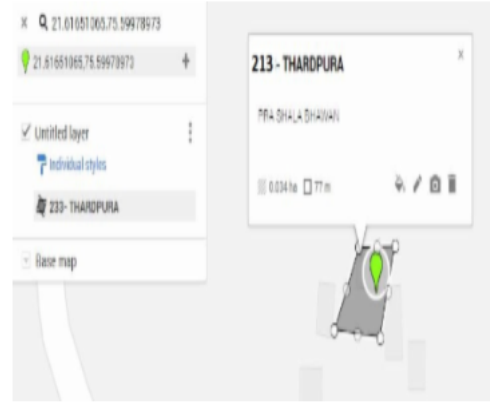 21.61651065,75.59978973
21.61651065,75.59978973
Untitled layer
Individual styles
233- THARDPURA
Base map
213 - THARDPURA
PRA SHALA BHAWAN
0.034 ha 77 m